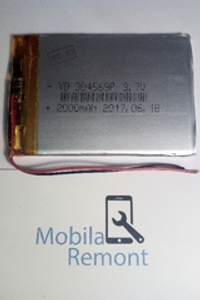 - YD 304569P 3.7V
+ 2000mAH 2017.06.18
Mobila
Remont